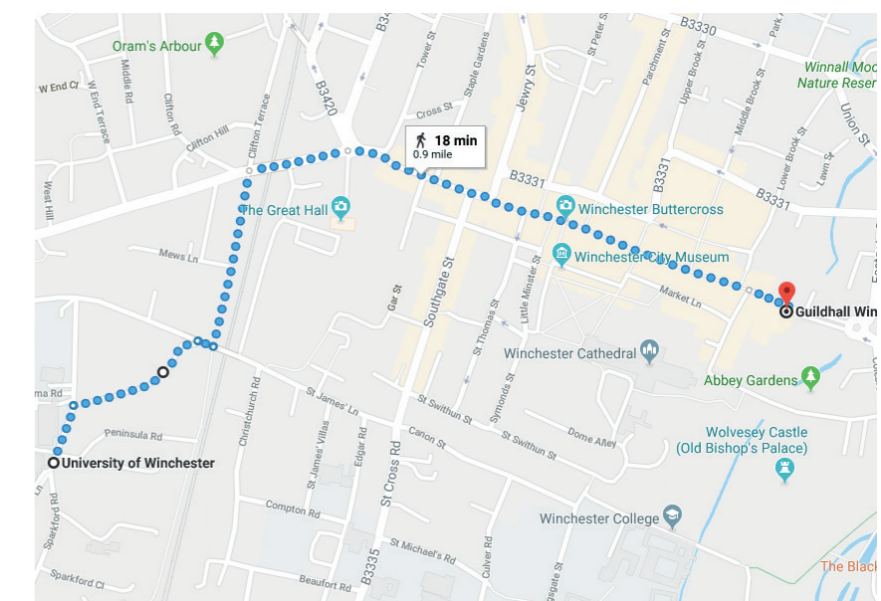 B3330
Park
Oram's Arbour
Tower St
Staple Gardens
St Peter S
Parchment St
Upper Brook St
Middle Brook St
Winnall Moo
Nature Reser
W End Cr
Middle Rd
W End Terrace
Clifton Rd
Clifton Terrace
B3420
Jewry St
Union St
Clifton Hill
Cross St
18 min
0.9 mile
B3331
Lower Brook St
Lawn St
West Hill
B3331
B3331
The Great Hall
Winchester Buttercross
Mews Ln
Winchester City Museum
Gar St
Southgate St
Little Minster St
Market Ln
St Thomas St
Guildhall Win
Winchester Cathedral
Abbey Gardens
ma Rd
Christchurch Rd
St James' Ln
St Swithun St
Symonds St
Peninsula Rd
St James' Villas
Edgar Rd
Canon St
St Swithun St
Dome Alley
Wolvesey Castle
(Old Bishop's Palace)
University of Winchester
St Cross Rd
Ln
Sparkford Rd
Compton Rd
Winchester College
St Michael's Rd
Culver Rd
B3335
Sparkford Cl
Beaufort Rd
ngsgate St
The Black